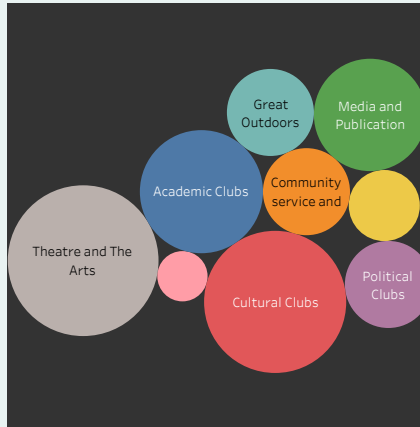 Great
Outdoors
Media and
Publication
Academic Clubs
Community
service and
Theatre and The
Arts
Political
Clubs
Cultural Clubs